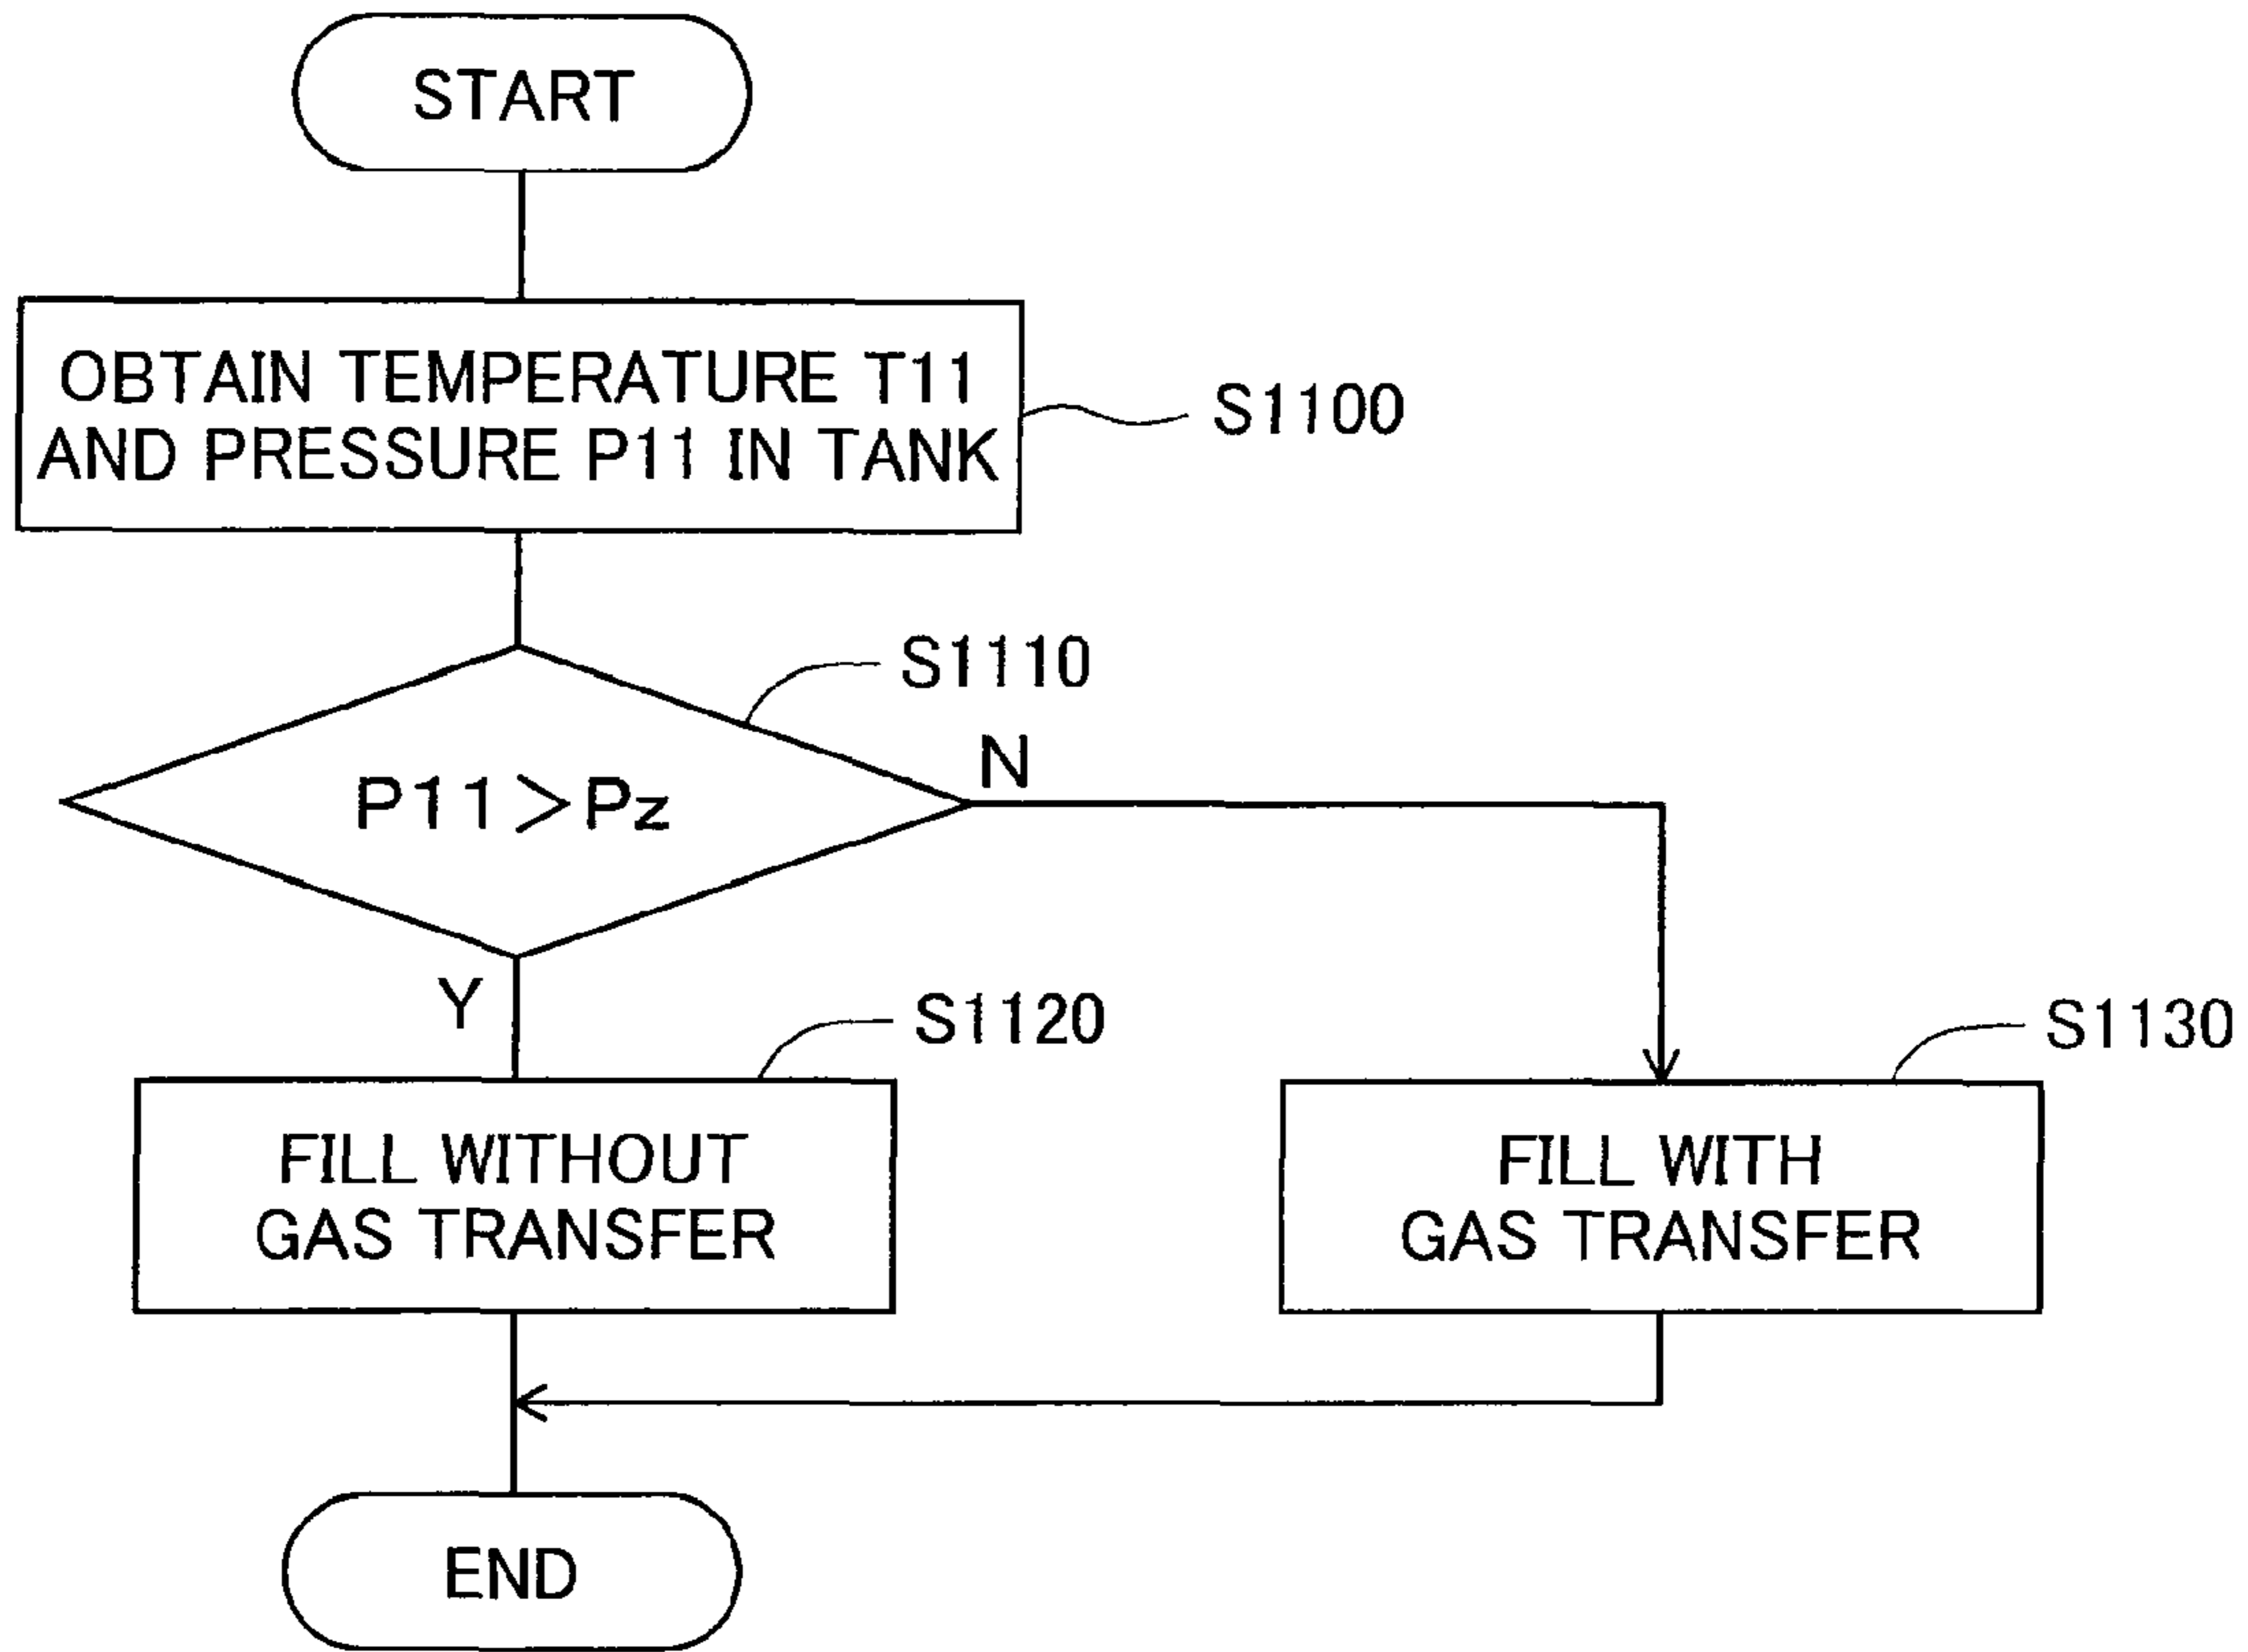 START
OBTAIN TEMPERATURE T11
AND PRESSURE P11 IN TANK
S1100
S1110
P11>Pz
N
Y
S1120
FILL WITHOUT
GAS TRANSFER
S1130
FILL WITH
GAS TRANSFER
END